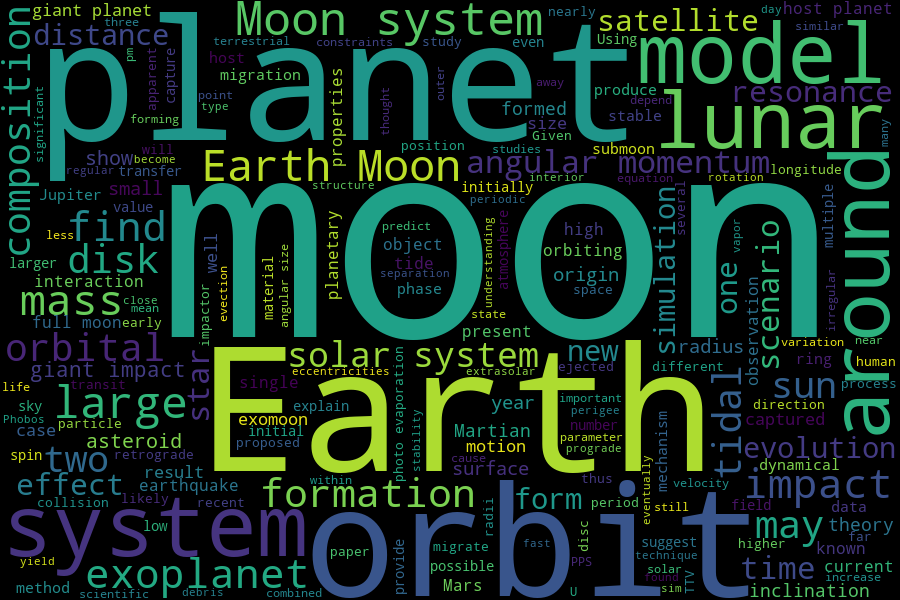 giant planet
three
distance
terrestrial
Moon system
constraints
study
nearly
even
satellite
Using
day
host planet
similar
planet
model
composition
significant
pm
apparent
capture
host
migration
point
type
forming
properties
thought
outer
away
formed
size
Given
position
studies
produce
stable
depend
resonance
lunar
many
show
will
become
regular
transfer
Earth Moon
angular momentum
submoon
longitude
interior
equation
rotation
structure
initially
periodic
Jupiter
small
value
less
find
well
moon
predict
object
tide
separation
phase
planetary
material
angular size
evection
impactor
understanding
atmosphere
state
high
orbiting
origin
space
simulation
several
one
vapor
scenario
observation
multiple
irregular
around
larger
disk
interaction
close
mean
mass
full moon
early
present
radius
variation
near
human
orbital
giant impact
star
solar system
eccentricities
extrasolar
new
ejected
different
ring
process
life
transit
large
single
sun
direction
captured
Phobos
sky
particle
exomoon
explain
photo evaporation
stability
year
important
perigee
number
parameter
prograde
case
asteroid
initial
proposed
Earth
Martian
motion
cause
surface
mechanism
tidal
evolution
dynamical
spin
retrograde
two
result
effect
earthquake
within
thus
velocity
impact
collision
likely
recent
formation
radii
form
period
eventually
still
field
data
system
low
orbit
paper
provide
migrate
possible
Mars
fast
disc
PPS
U
suggest
technique
solar
found
sim
TTV
higher
may
theory
known
far
time
current
increase
inclination
yield
method
exoplanet
scientific
debris
combined